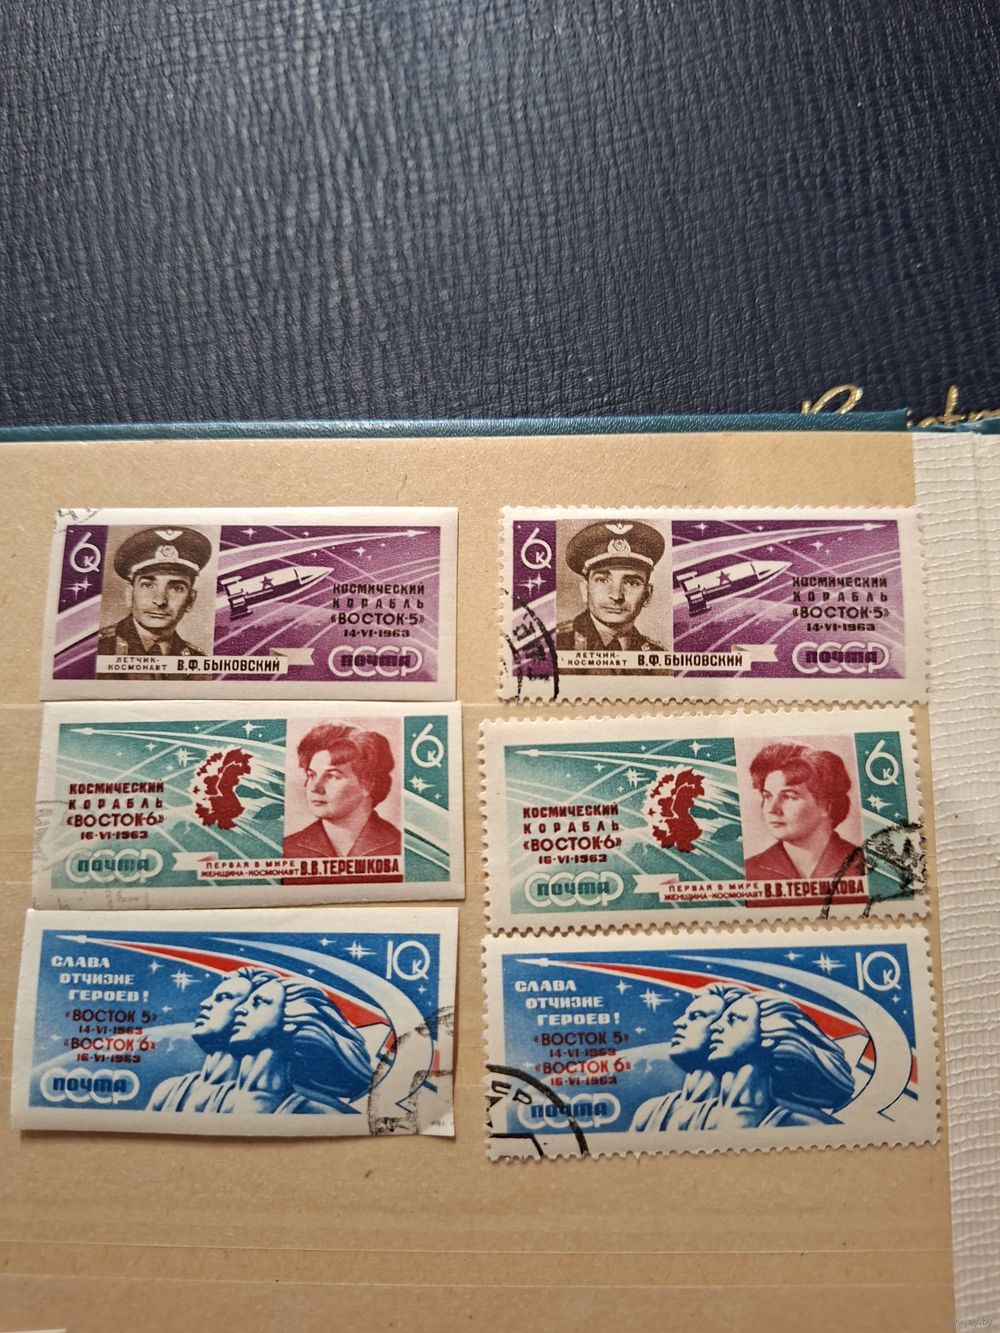 6к
КОСМИЧЕСКИЙ
КОРАБЛЬ
«ВОСТОК-5»
14-VI-1963
ЛЕТЧИК-
КОСМОНАВТ В.Ф. БЫКОВСКИЙ
ПОЧТА
СССР
6к
КОСМИЧЕСКИЙ
КОРАБЛЬ
«ВОСТОК-5»
14-VI-1963
ЛЕТЧИК-
КОСМОНАВТ В.Ф. БЫКОВСКИЙ
ПОЧТА
СССР
6к
КОСМИЧЕСКИЙ
КОРАБЛЬ
«ВОСТОК-6»
16-VI-1963
ПОЧТА
СССР
ПЕРВАЯ В МИРЕ
ЖЕНЩИНА-КОСМОНАВТ В.В. ТЕРЕШКОВА
6к
КОСМИЧЕСКИЙ
КОРАБЛЬ
«ВОСТОК-6»
16-VI-1963
ПОЧТА
СССР
ПЕРВАЯ В МИРЕ
ЖЕНЩИНА-КОСМОНАВТ В.В. ТЕРЕШКОВА
10к
СЛАВА
ОТЧИЗНЕ
ГЕРОЕВ!
«ВОСТОК 5»
14-VI-1963
«ВОСТОК 6»
16-VI-1963
ПОЧТА
СССР
10к
СЛАВА
ОТЧИЗНЕ
ГЕРОЕВ!
«ВОСТОК 5»
14-VI-1963
«ВОСТОК 6»
16-VI-1963
ПОЧТА
СССР
www.ay.by